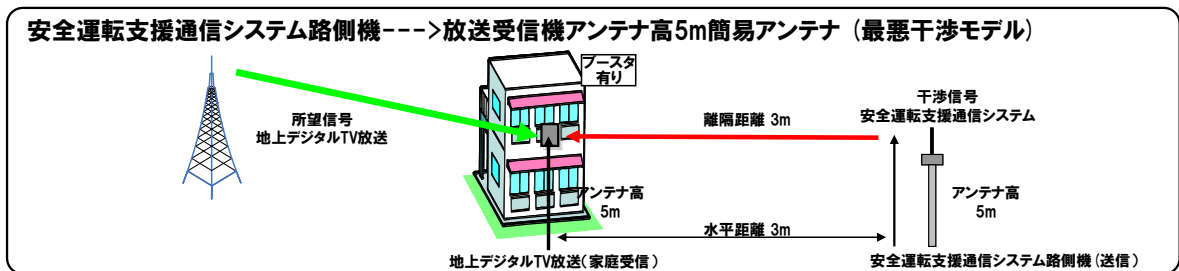 安全運転支援通信システム路側機--->放送受信機アンテナ高5m簡易アンテナ (最悪干渉モデル)
ブースタ
有り
所望信号
地上デジタルTV放送
離隔距離 3m
干渉信号
安全運転支援通信システム
アンテナ高
5m
アンテナ高
5m
水平距離 3m
地上デジタルTV放送(家庭受信)
安全運転支援通信システム路側機(送信)